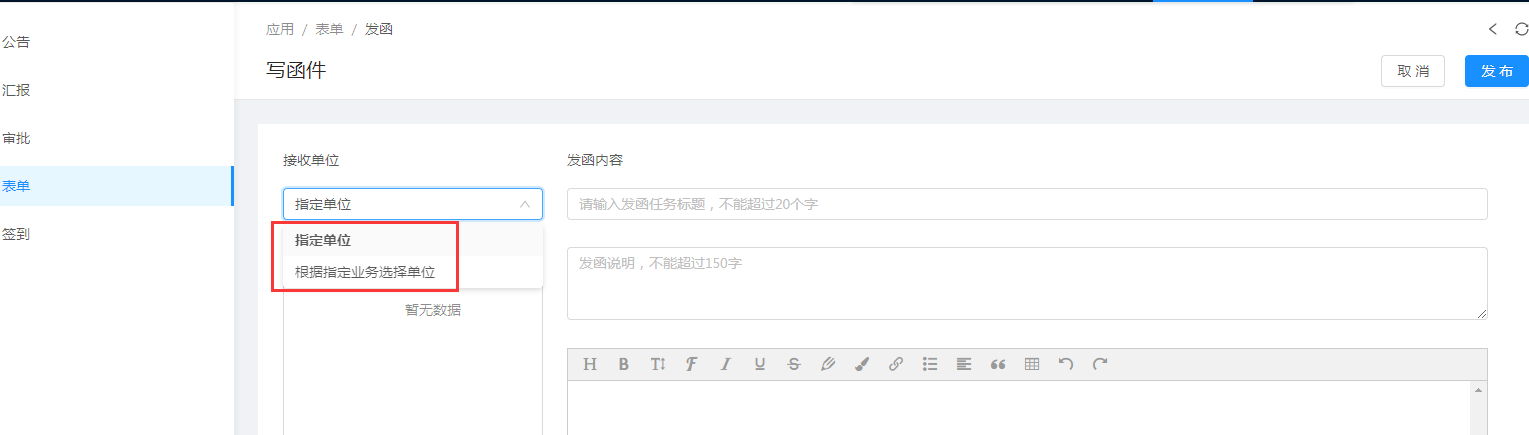 应用 / 表单 / 发函
写函件
取 消
发 布
公告
汇报
审批
表单
签到
接收单位
指定单位
指定单位
根据指定业务选择单位
暂无数据
发函内容
请输入发函任务标题，不能超过20个字
发函说明，不能超过150字